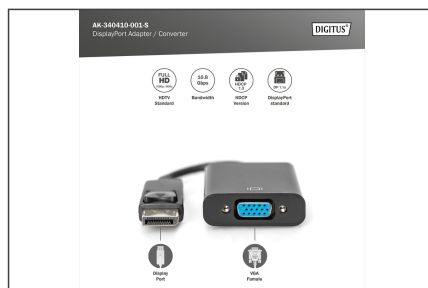 AK-340410-001-S
DisplayPort Adapter / Converter
DIGITUS®
FULL
HD
HDTV
Standard
10.8
Gbps
Bandwidth
HDCP
1.3
HDCP
Version
DP 1.1a
DisplayPort
standard
Display
Port
VGA
Famale